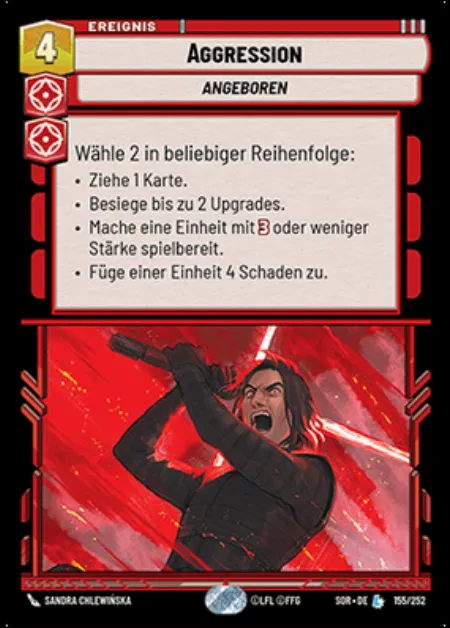 EREIGNIS
4
AGGRESSION
ANGEBOREN
Wähle 2 in beliebiger Reihenfolge:
• Ziehe 1 Karte.
• Besiege bis zu 2 Upgrades.
• Mache eine Einheit mit 3 oder weniger
Stärke spielbereit.
• Füge einer Einheit 4 Schaden zu.
SANDRA CHLEWIŃSKA
©LFL ©FFG
SOR • DE
L
155/252